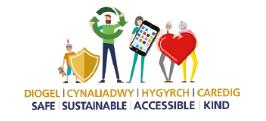 DIOGEL | CYNALIADWY | HYGYRCH | CAREDIG
SAFE | SUSTAINABLE | ACCESSIBLE | KIND